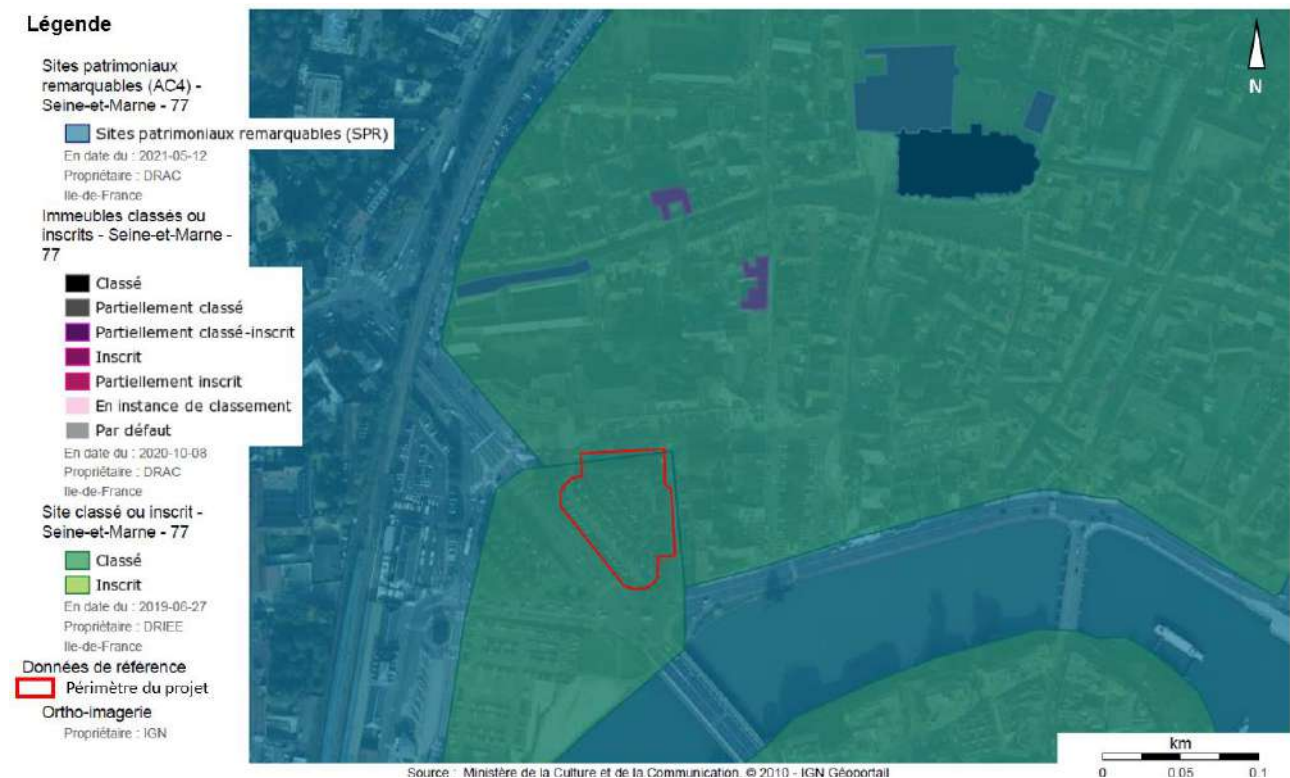 Légende
Sites patrimoniaux
remarquables (AC4) -
Seine-et-Marne - 77
Sites patrimoniaux remarquables (SPR)
En date du : 2021-05-12
Propriétaire : DRAC
Ile-de-France
Immeubles classés ou
inscrits - Seine-et-Marne -
77
Classé
Partiellement classé
Partiellement classé-inscrit
Inscrit
Partiellement inscrit
En instance de classement
Par défaut
En date du : 2020-10-08
Propriétaire : DRAC
Ile-de-France
Site classé ou inscrit -
Seine-et-Marne - 77
Classé
Inscrit
En date du : 2019-06-27
Propriétaire : DRIEE
Ile-de-France
Données de référence
Périmètre du projet
Ortho-imagerie
Propriétaire : IGN
N
km
0 0.05 0.1
Source : Ministère de la Culture et de la Communication, © 2010 - IGN Géoportail